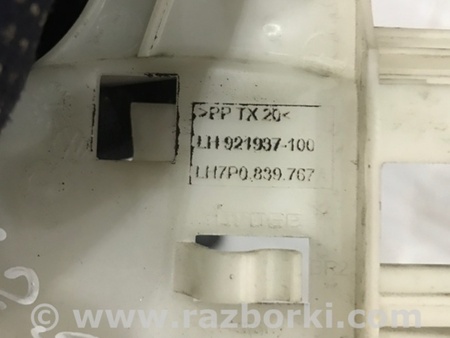 >PP TX 20<
LH 921937-100
LH7P0.839.767
© www.razborki.com